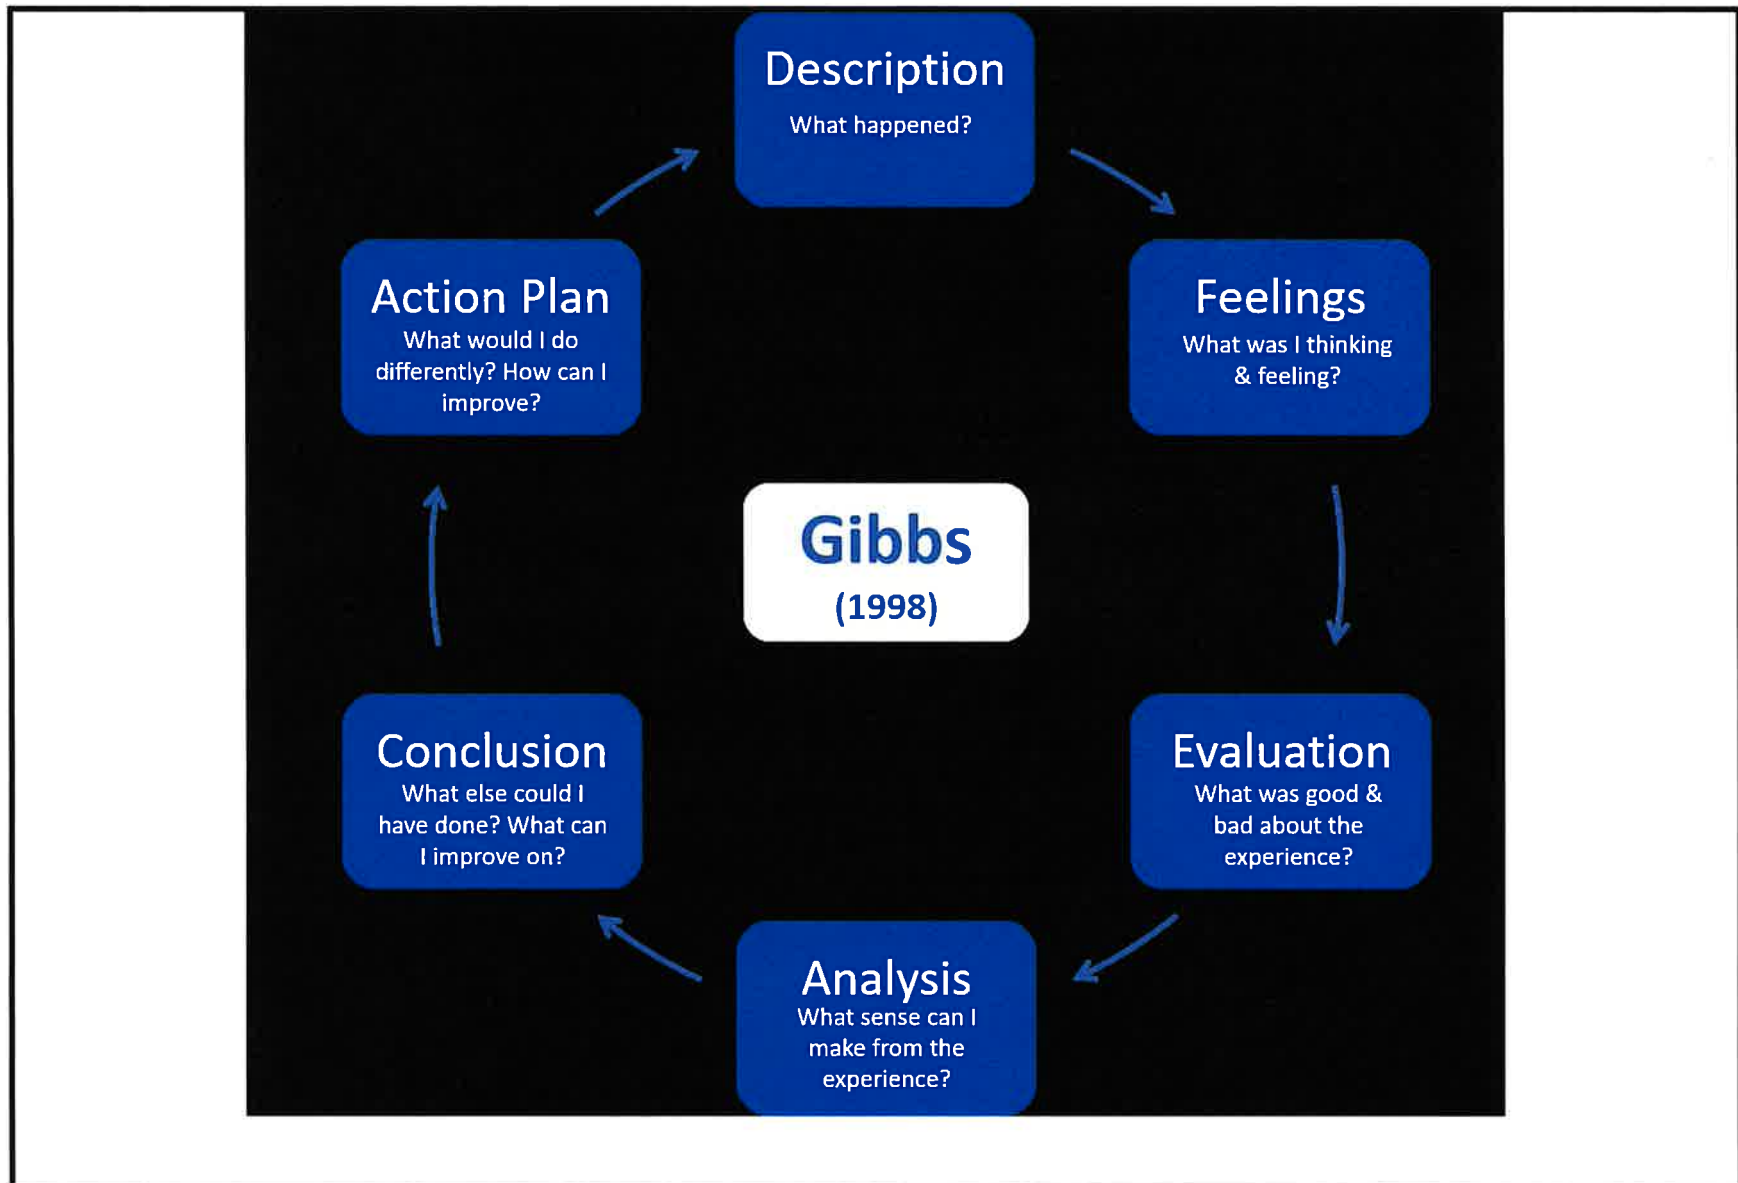 Description
What happened?
Feelings
What was I thinking
& feeling?
Evaluation
What was good &
bad about the
experience?
Analysis
What sense can I
make from the
experience?
Conclusion
What else could I
have done? What can
I improve on?
Action Plan
What would I do
differently? How can I
improve?
Gibbs
(1998)